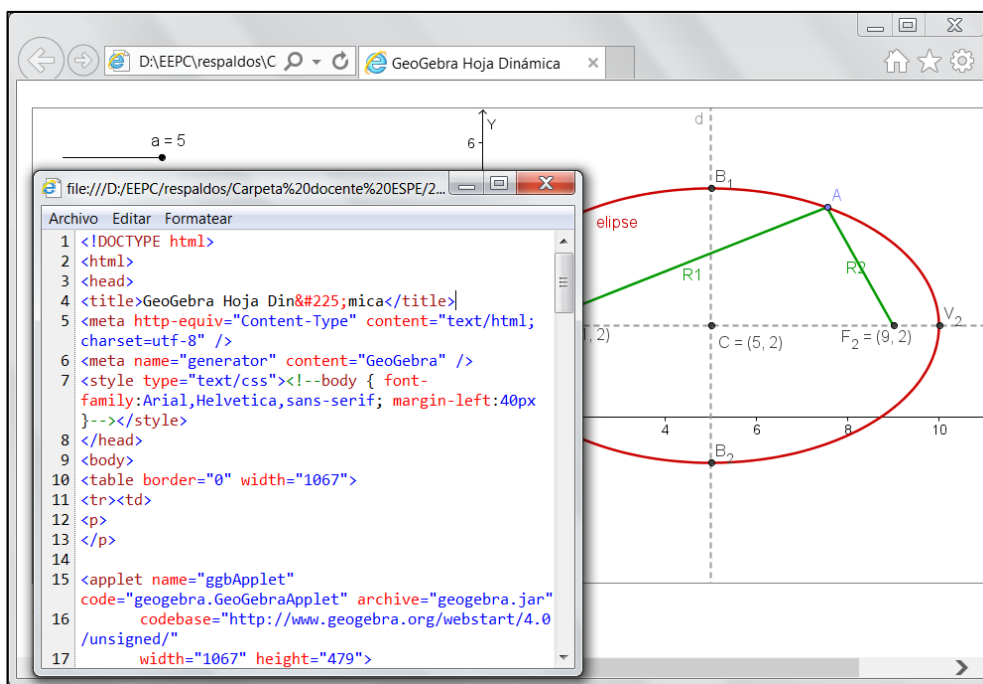 D:\EEPC\respaldos\C
GeoGebra Hoja Dinámica
a = 5
6
Y
d
B1
A
elipse
R1
R2
V2
, 2)
C = (5, 2)
F2 = (9, 2)
4
6
8
10
B2
file:///D:/EEPC/respaldos/Carpeta%20docente%20ESPE/2...
Archivo Editar Formatear
1 <!DOCTYPE html>
2 <html>
3 <head>
4 <title>GeoGebra Hoja Din&#225;mica</title>
5 <meta http-equiv="Content-Type" content="text/html;
charset=utf-8" />
6 <meta name="generator" content="GeoGebra" />
7 <style type="text/css"><!--body { font-
family:Arial,Helvetica,sans-serif; margin-left:40px
}--></style>
8 </head>
9 <body>
10 <table border="0" width="1067">
11 <tr><td>
12 <p>
13 </p>
14
15 <applet name="ggbApplet"
code="geogebra.GeoGebraApplet" archive="geogebra.jar"
16 codebase="http://www.geogebra.org/webstart/4.0
/unsigned/"
17 width="1067" height="479">